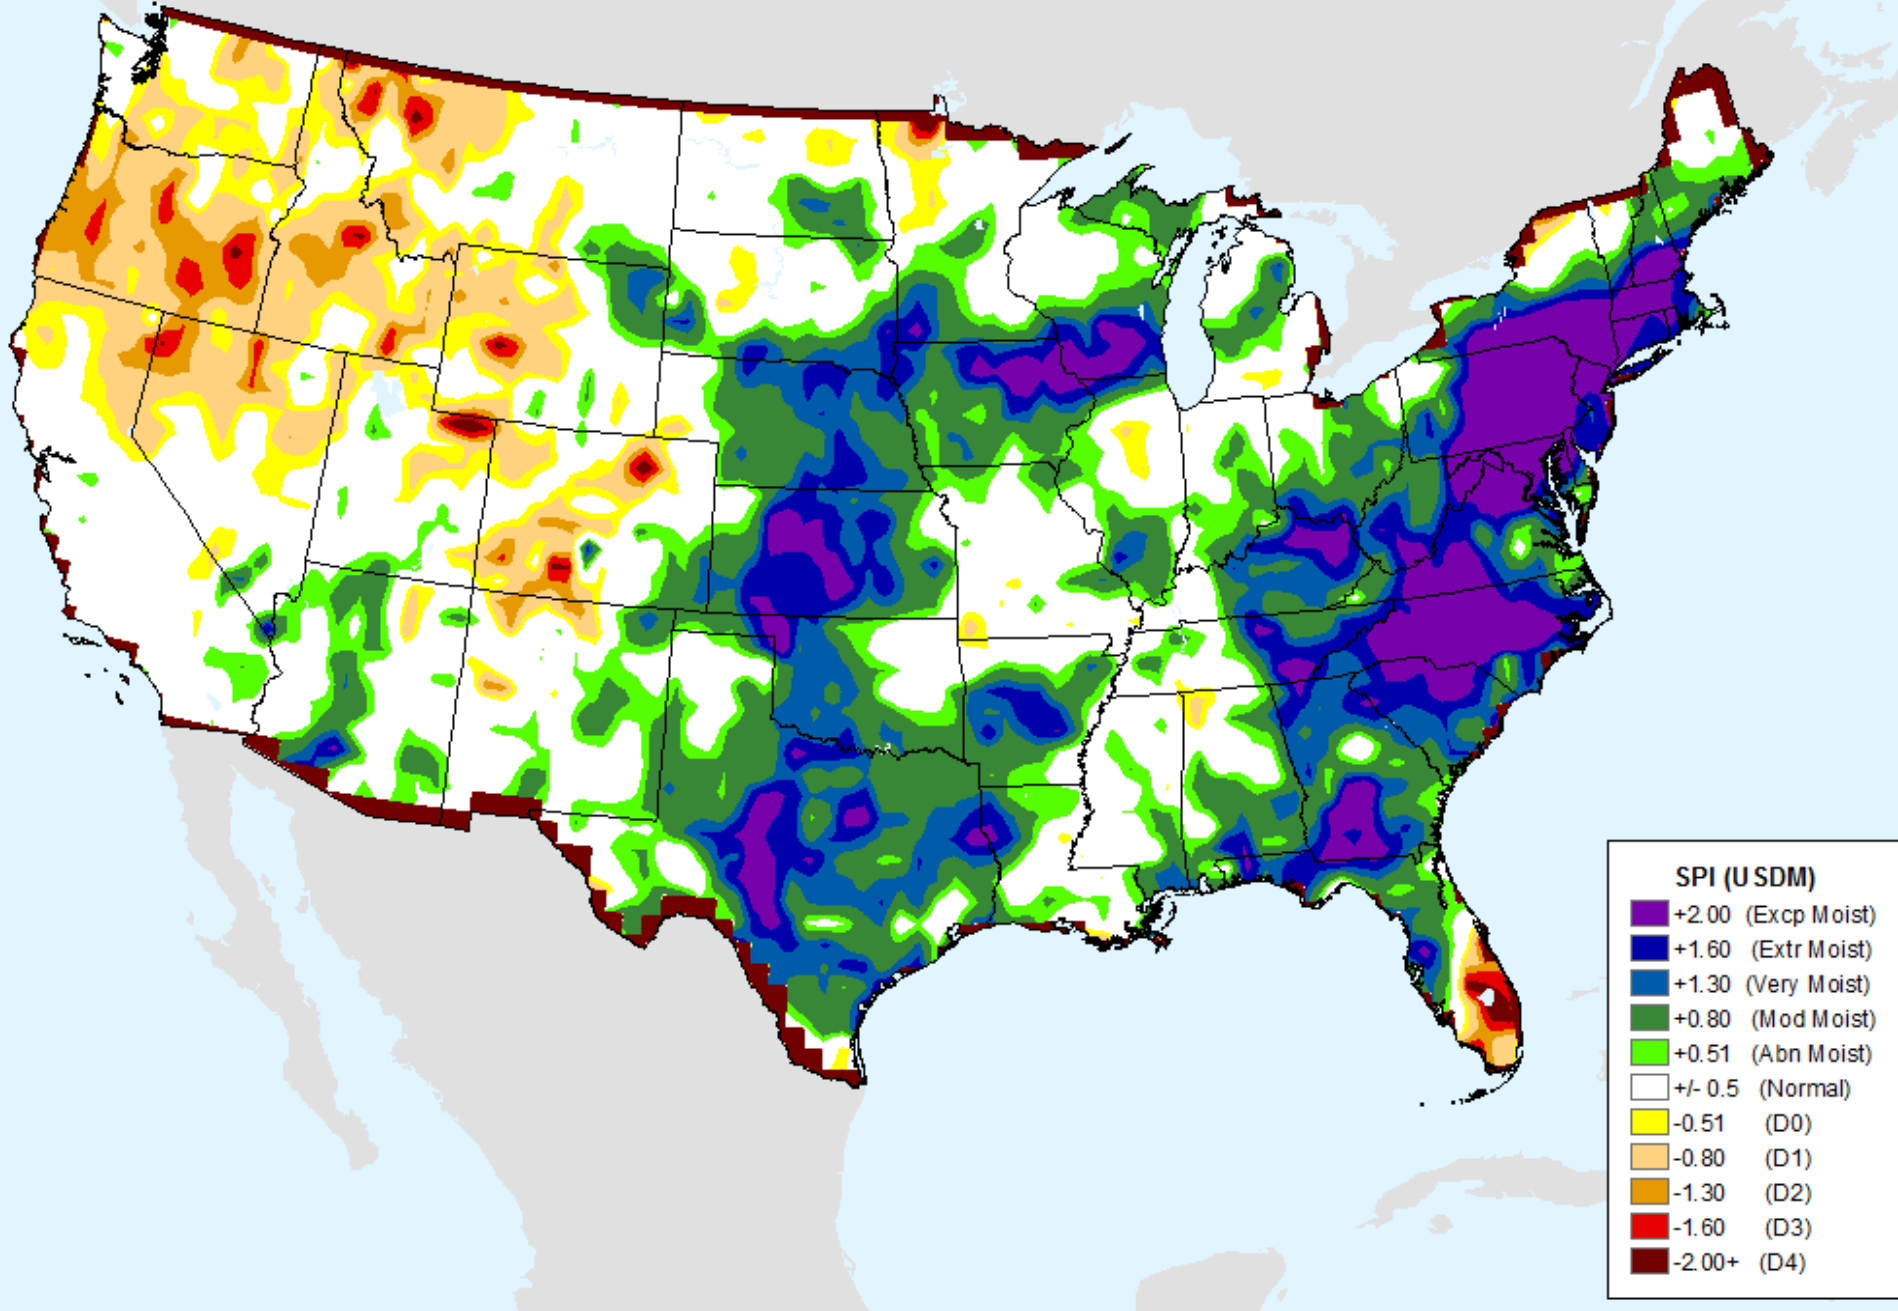 SPI (USDM)
+2.00 (Excp Moist)
+1.60 (Extr Moist)
+1.30 (Very Moist)
+0.80 (Mod Moist)
+0.51 (Abn Moist)
+/- 0.5 (Normal)
-0.51 (D0)
-0.80 (D1)
-1.30 (D2)
-1.60 (D3)
-2.00+ (D4)